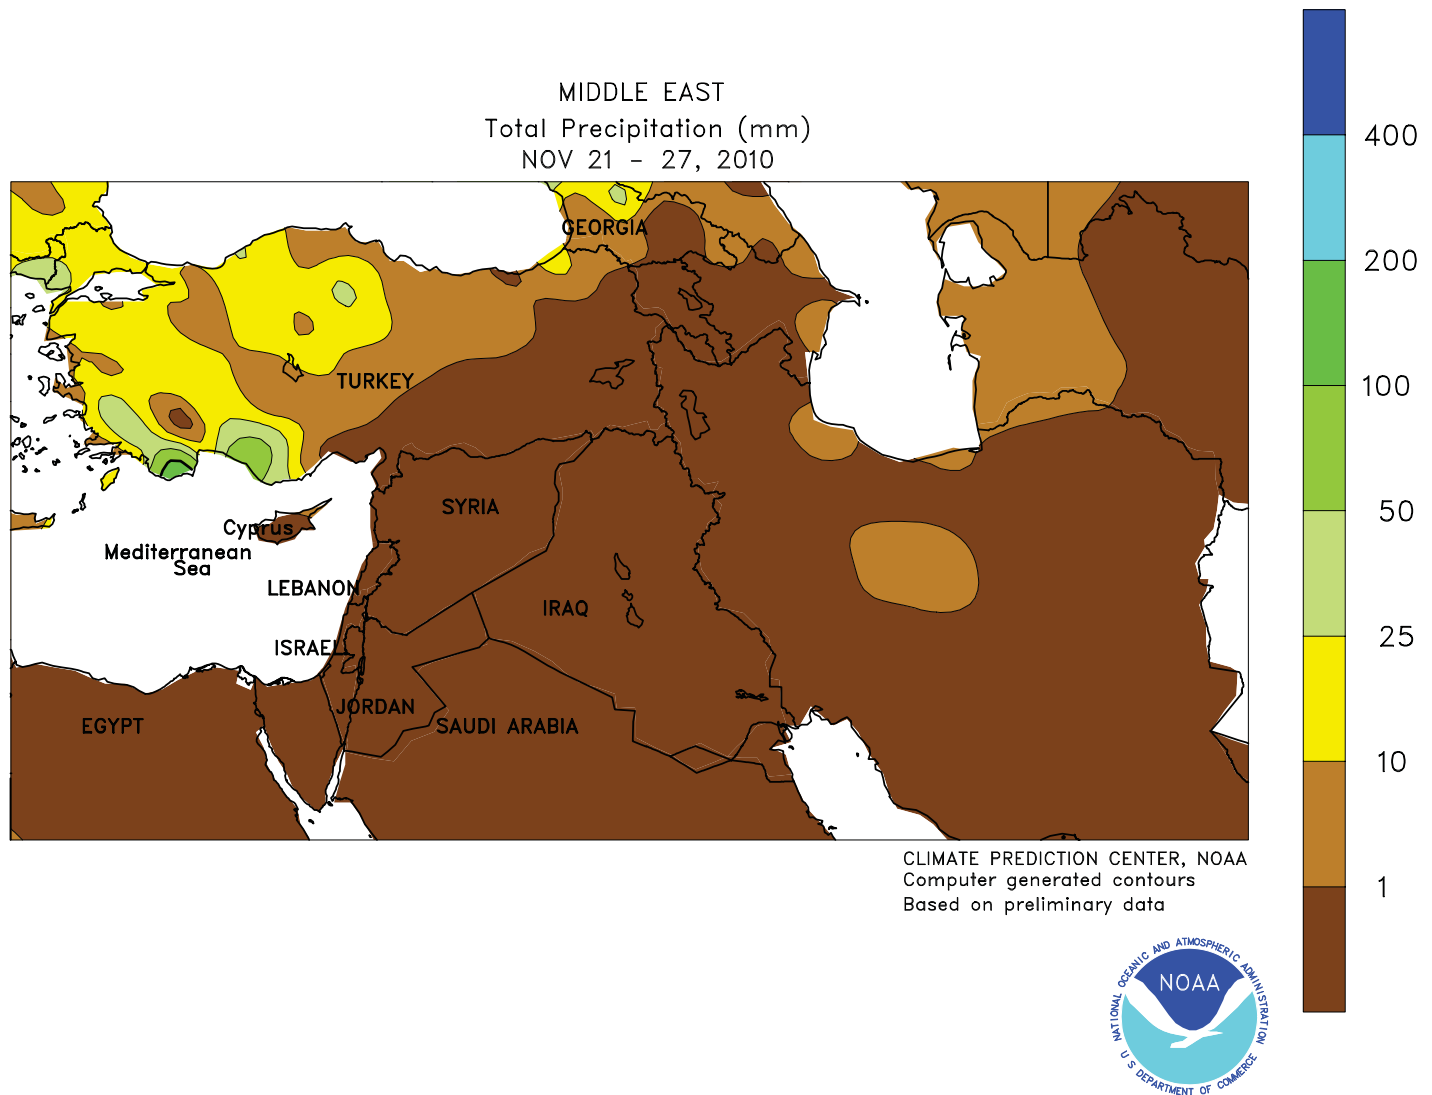 MIDDLE EAST
Total Precipitation (mm)
NOV 21 - 27, 2010
400
200
100
50
25
10
1
GEORGIA
TURKEY
SYRIA
Cyprus
Mediterranean
Sea
LEBANON
IRAQ
ISRAEL
JORDAN
EGYPT
SAUDI ARABIA
CLIMATE PREDICTION CENTER, NOAA
Computer generated contours
Based on preliminary data
NATIONAL OCEANIC AND ATMOSPHERIC ADMINISTRATION
NOAA
U S DEPARTMENT OF COMMERCE